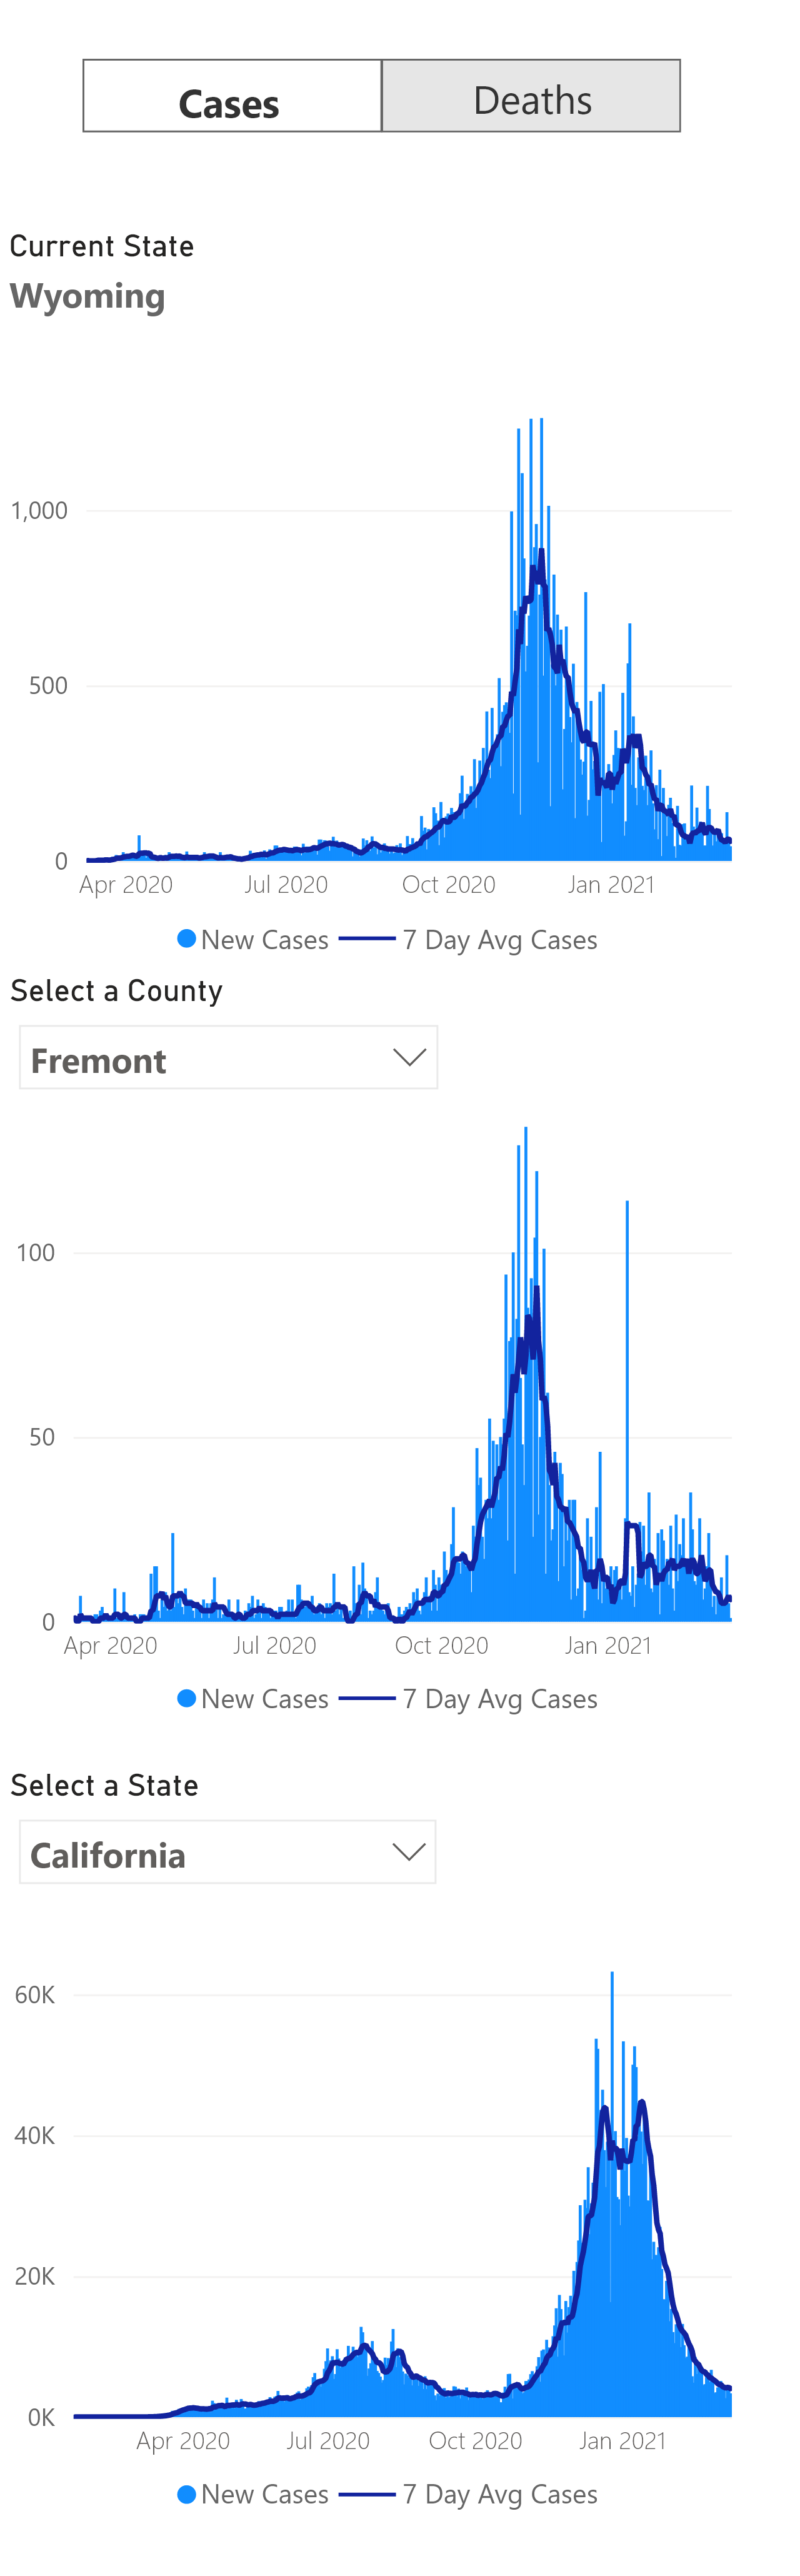 Cases Deaths
Current State
Wyoming
1,000
500
0
Apr 2020 Jul 2020 Oct 2020 Jan 2021
New Cases 7 Day Avg Cases
Select a County
Fremont
100
50
0
Apr 2020 Jul 2020 Oct 2020 Jan 2021
New Cases 7 Day Avg Cases
Select a State
California
60K
40K
20K
0K
Apr 2020 Jul 2020 Oct 2020 Jan 2021
New Cases 7 Day Avg Cases